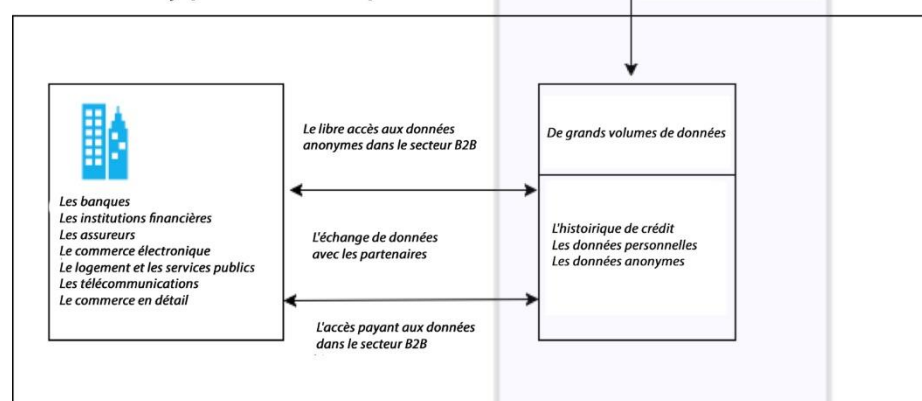 Les banques
Les institutions financières
Les assureurs
Le commerce électronique
Le logement et les services publics
Les télécommunications
Le commerce en détail
Le libre accès aux données
anonymes dans le secteur B2B
L'échange de données
avec les partenaires
L'accès payant aux données
dans le secteur B2B
De grands volumes de données
L'histoirique de crédit
Les données personnelles
Les données anonymes